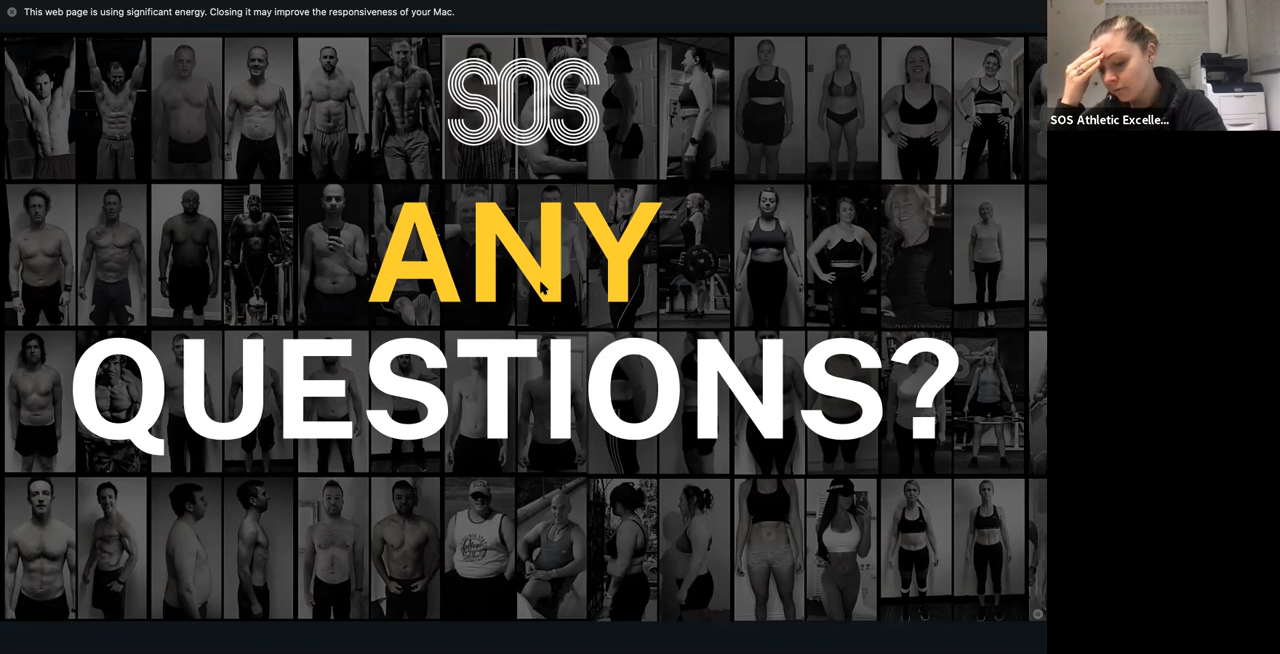 This web page is using significant energy. Closing it may improve the responsiveness of your Mac.
SOS
SOS Athletic Excelle...
ANY
QUESTIONS?